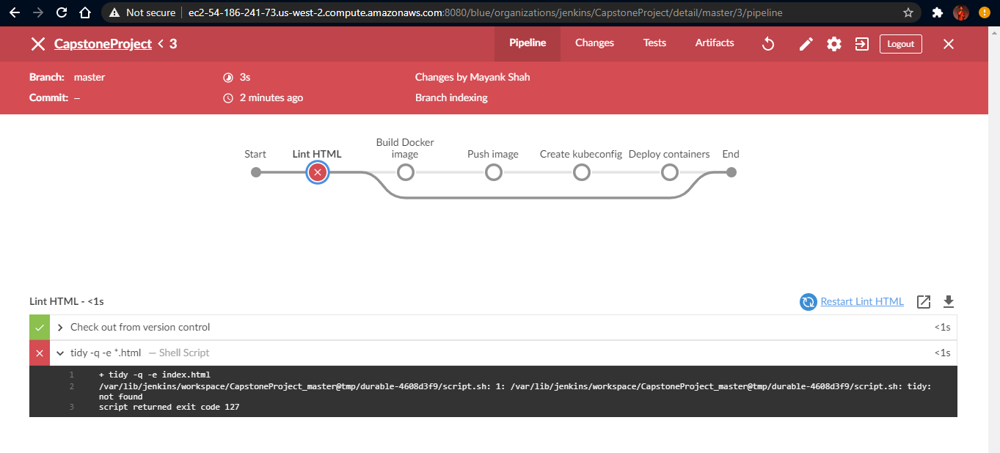 Not secure
ec2-54-186-241-73.us-west-2.compute.amazonaws.com:8080/blue/organizations/jenkins/CapstoneProject/detail/master/3/pipeline
CapstoneProject < 3
Pipeline
Changes
Tests
Artifacts
Logout
Branch: master
3s
Changes by Mayank Shah
Commit: –
2 minutes ago
Branch indexing
Start
Lint HTML
Build Docker
image
Push image
Create kubeconfig
Deploy containers
End
Lint HTML - <1s
Restart Lint HTML
Check out from version control
<1s
tidy -q -e *.html — Shell Script
<1s
1 + tidy -q -e index.html
2 /var/lib/jenkins/workspace/CapstoneProject_master@tmp/durable-4608d3f9/script.sh: 1: /var/lib/jenkins/workspace/CapstoneProject_master@tmp/durable-4608d3f9/script.sh: tidy:
not found
3 script returned exit code 127